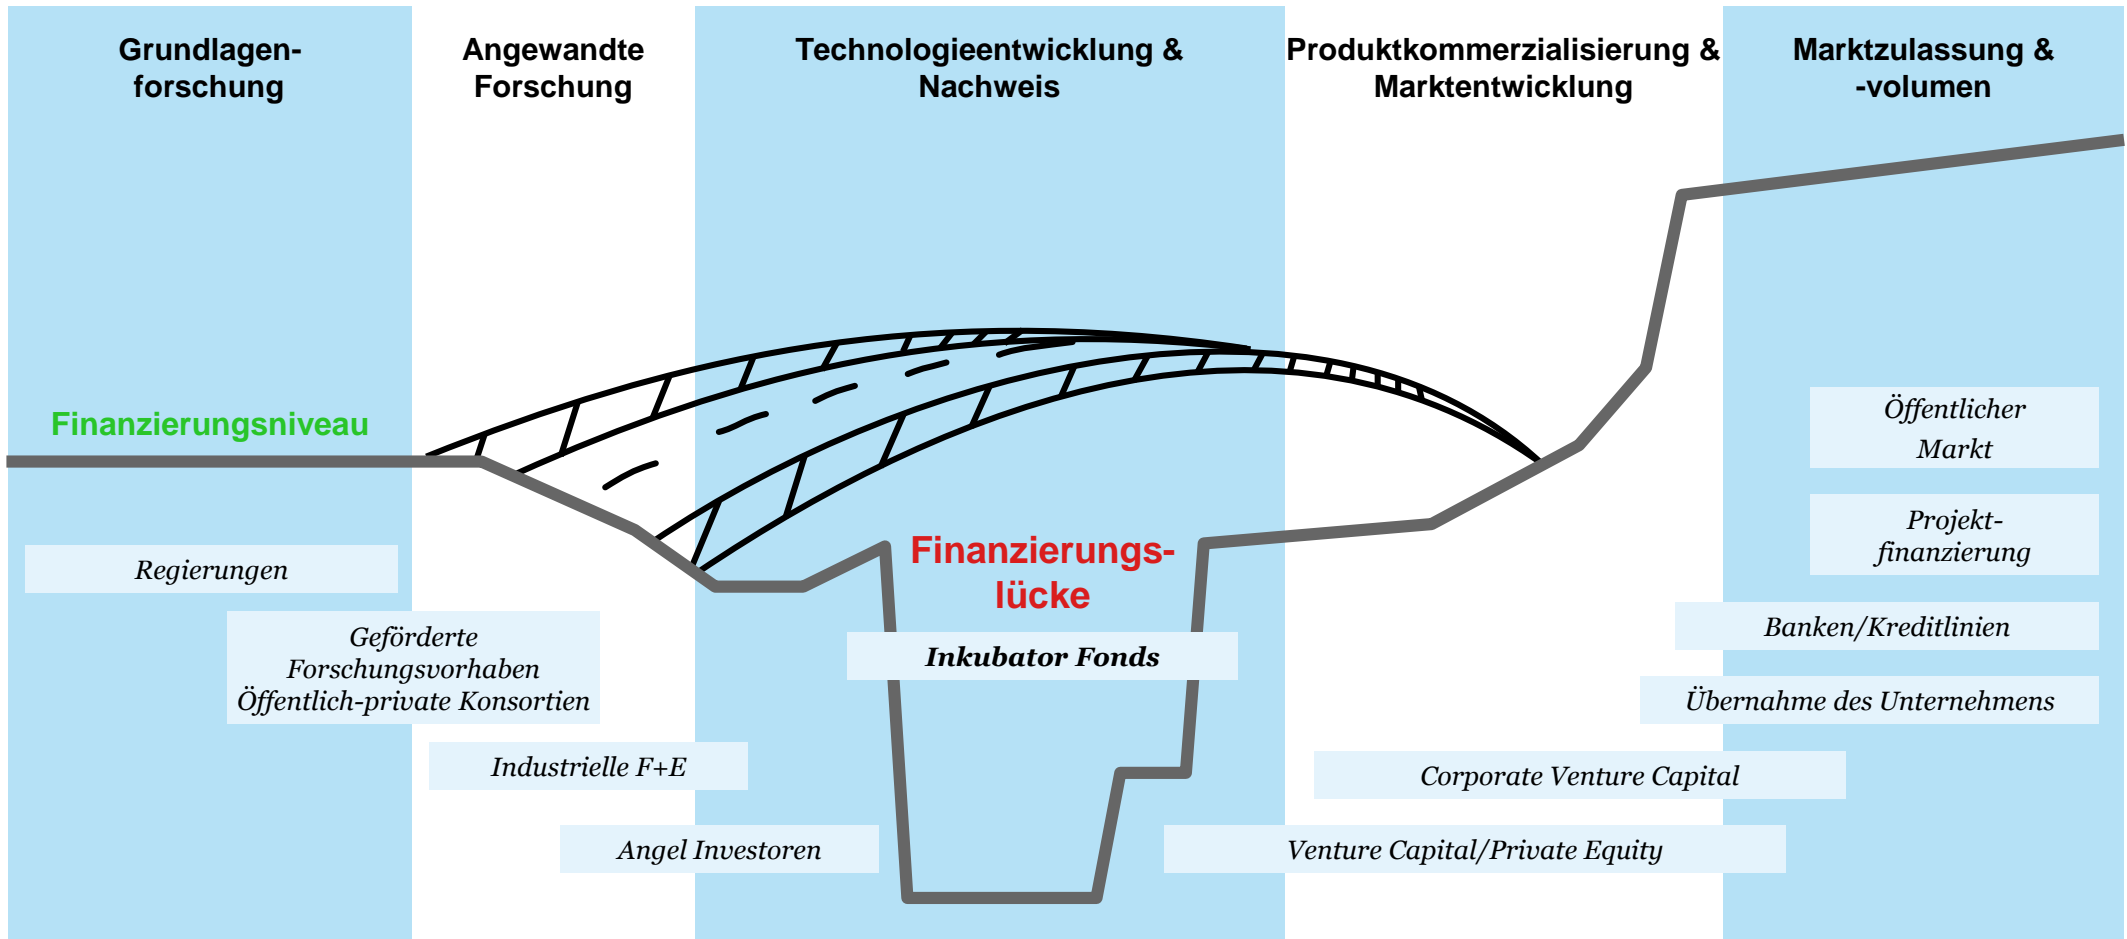 Grundlagen-
forschung
Angewandte
Forschung
Technologieentwicklung &
Nachweis
Produktkommerzialisierung &
Marktentwicklung
Marktzulassung &
-volumen
Finanzierungsniveau
Öffentlicher
Markt
Projekt-
finanzierung
Finanzierungs-
lücke
Regierungen
Geförderte
Forschungsvorhaben
Öffentlich-private Konsortien
Inkubator Fonds
Banken/Kreditlinien
Übernahme des Unternehmens
Industrielle F+E
Corporate Venture Capital
Angel Investoren
Venture Capital/Private Equity